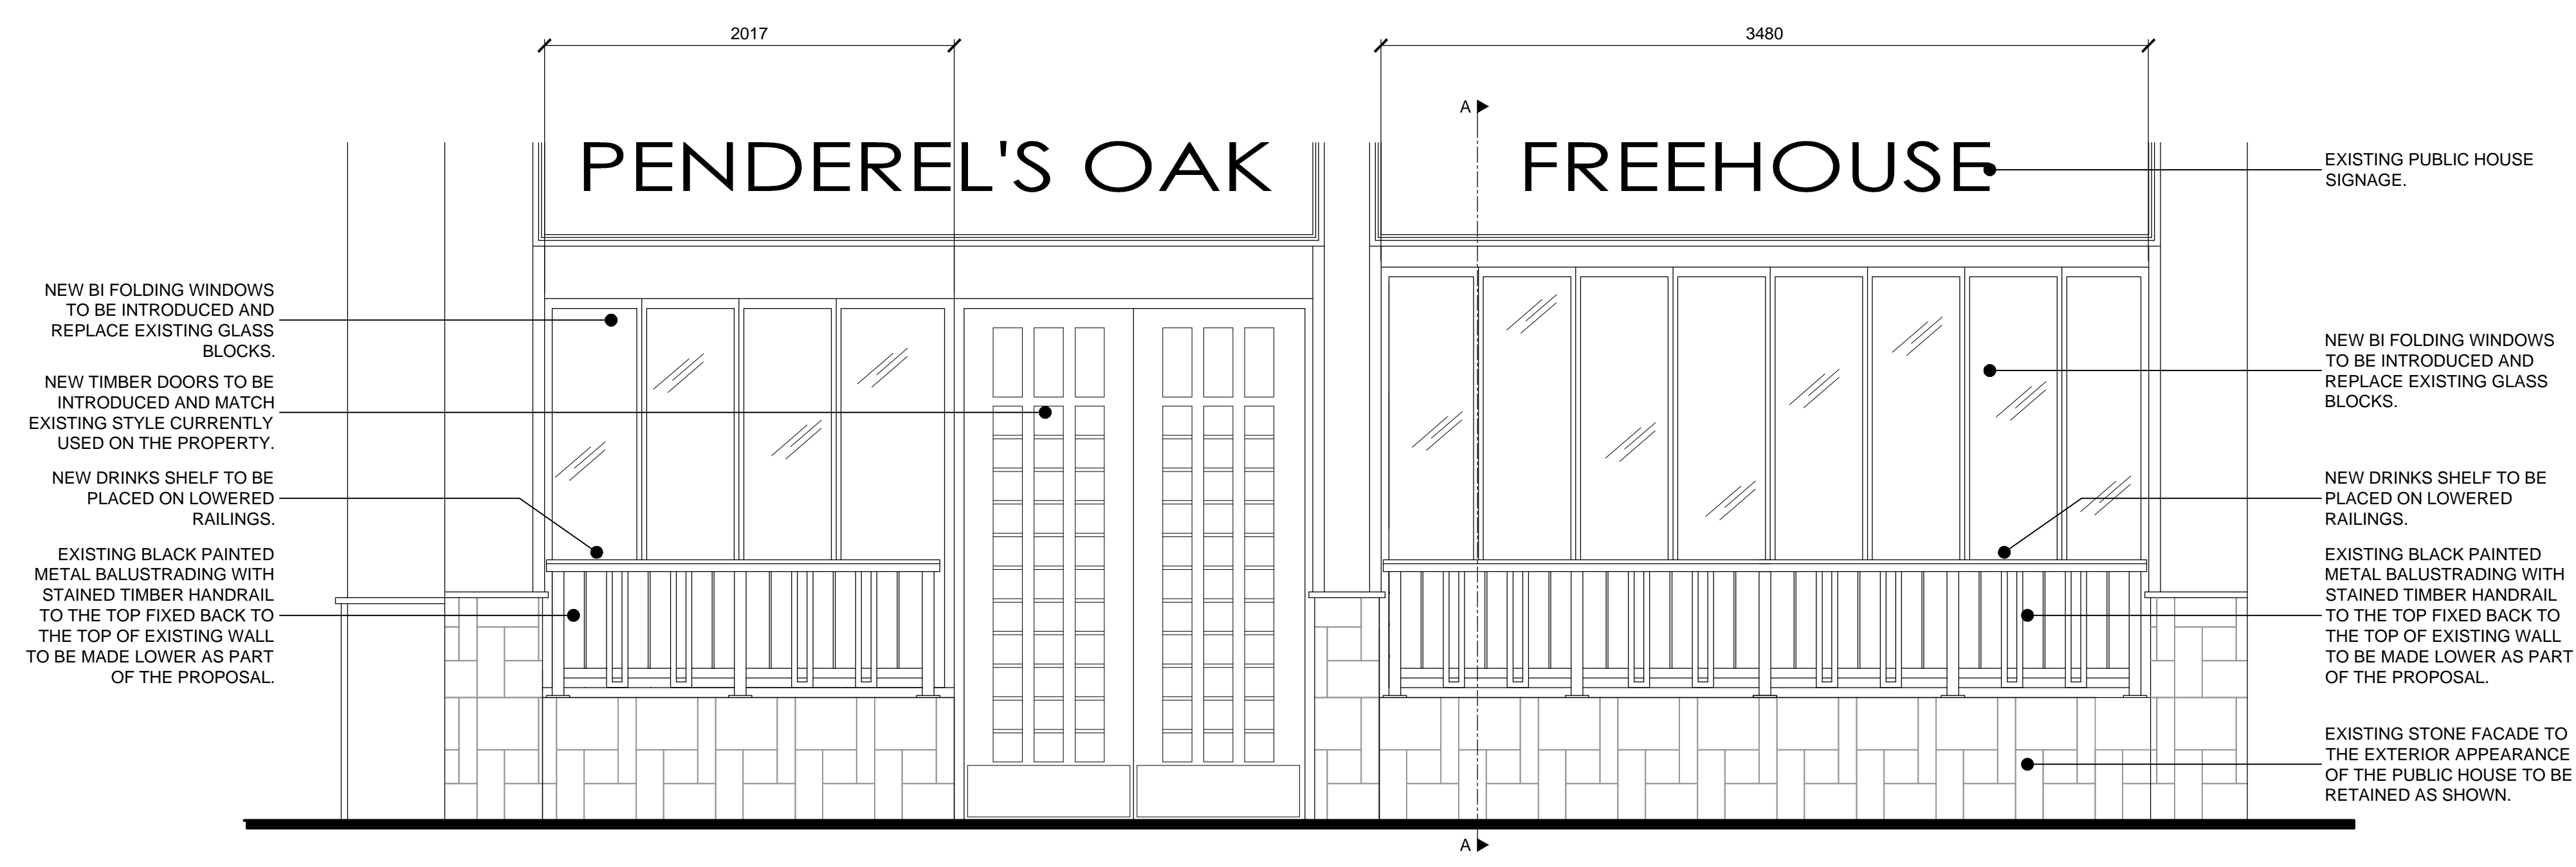 2017
3480
A
PENDEREL'S OAK
FREEHOUSE
EXISTING PUBLIC HOUSE
SIGNAGE.
NEW BI FOLDING WINDOWS
TO BE INTRODUCED AND
REPLACE EXISTING GLASS
BLOCKS.
NEW TIMBER DOORS TO BE
INTRODUCED AND MATCH
EXISTING STYLE CURRENTLY
USED ON THE PROPERTY.
NEW DRINKS SHELF TO BE
PLACED ON LOWERED
RAILINGS.
EXISTING BLACK PAINTED
METAL BALUSTRADING WITH
STAINED TIMBER HANDRAIL
TO THE TOP FIXED BACK TO
THE TOP OF EXISTING WALL
TO BE MADE LOWER AS PART
OF THE PROPOSAL.
NEW BI FOLDING WINDOWS
TO BE INTRODUCED AND
REPLACE EXISTING GLASS
BLOCKS.
NEW DRINKS SHELF TO BE
PLACED ON LOWERED
RAILINGS.
EXISTING BLACK PAINTED
METAL BALUSTRADING WITH
STAINED TIMBER HANDRAIL
TO THE TOP FIXED BACK TO
THE TOP OF EXISTING WALL
TO BE MADE LOWER AS PART
OF THE PROPOSAL.
EXISTING STONE FACADE TO
THE EXTERIOR APPEARANCE
OF THE PUBLIC HOUSE TO BE
RETAINED AS SHOWN.
A